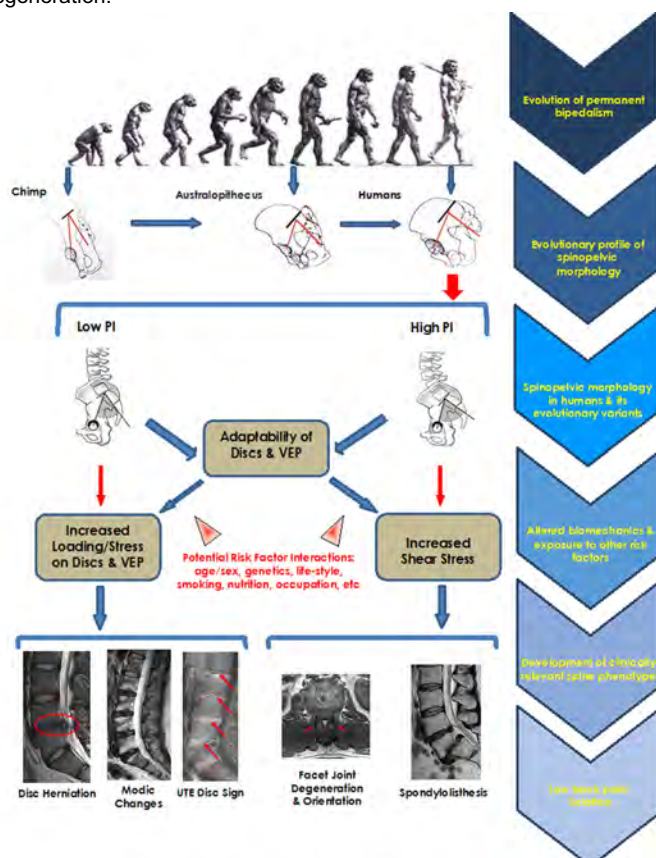 egeneration.
Evolution of permanent
bipedalism
Chimp
Australopithecus
Humans
Evolutionary profile of
spinopelvic
morphology
Low PI
High PI
Spinopelvic morphology
in humans & its
evolutionary variants
Adaptability of
Discs & VEP
Increased
Loading/Stress
on Discs & VEP
Increased
Shear Stress
Potential Risk Factor Interactions:
age/sex, genetics, life-style,
smoking, nutrition, occupation, etc
Altered biomechanics &
exposure to other risk
factors
Development of clinically
relevant spine phenotype
Disc Herniation
Modic
Changes
UTE Disc Sign
Facet Joint
Degeneration
& Orientation
Spondylolisthesis
Low back pain